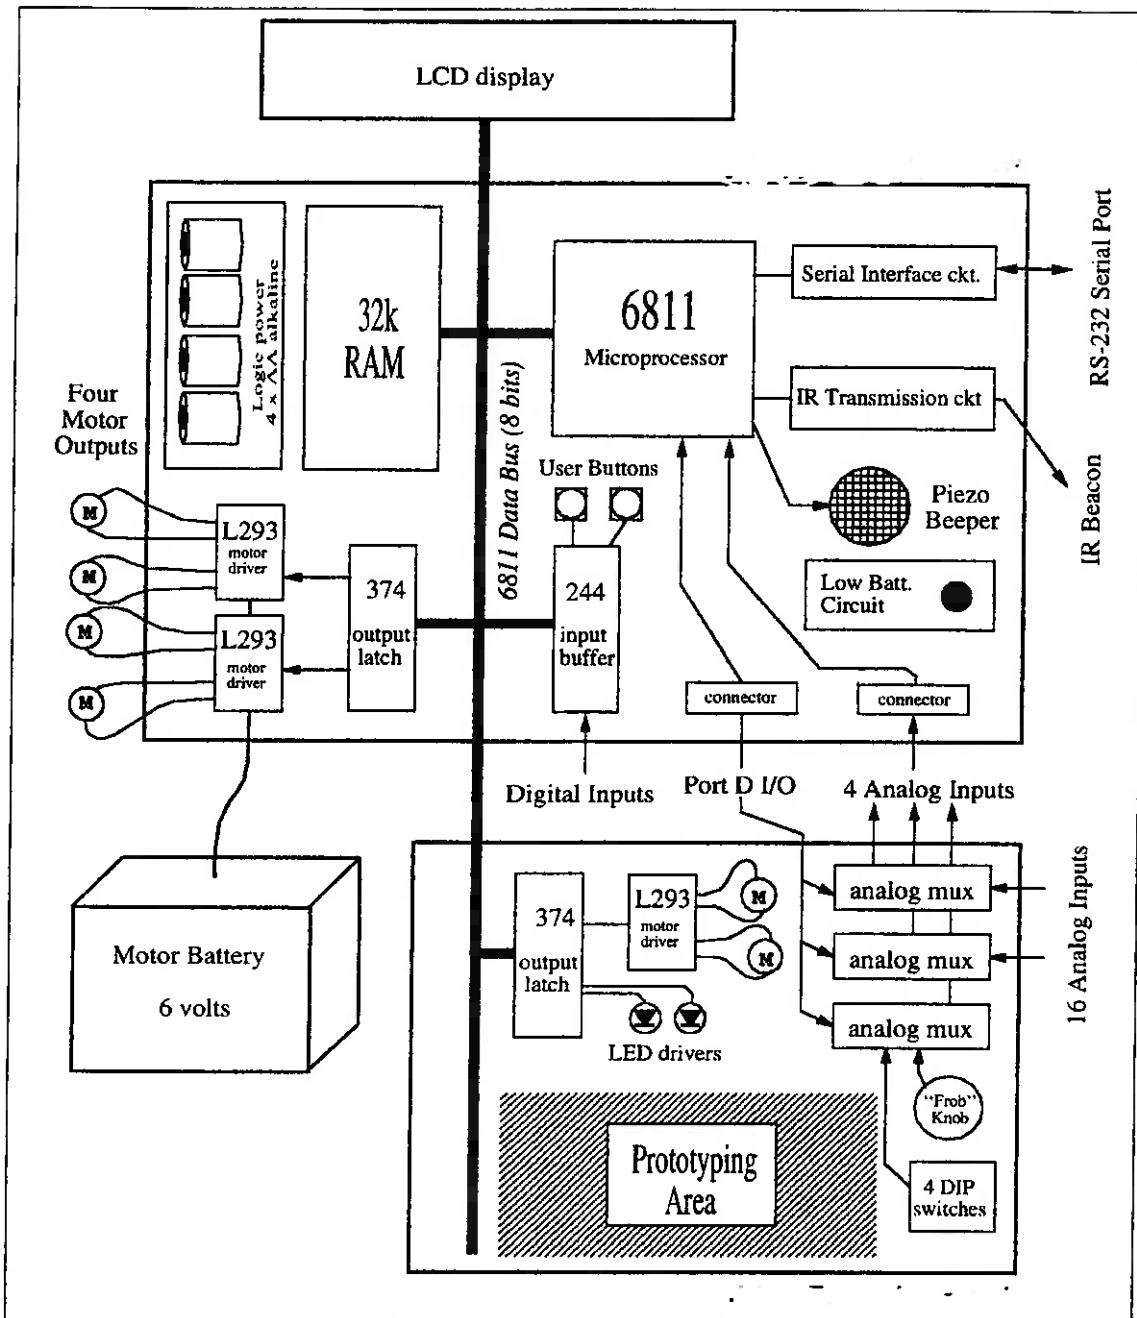 LCD display
Logic power
4 x AA alkaline
32k
RAM
6811
Microprocessor
Serial Interface ckt.
RS-232 Serial Port
IR Transmission ckt
IR Beacon
Piezo
Beeper
Low Batt.
Circuit
6811 Data Bus (8 bits)
User Buttons
Four
Motor
Outputs
M
M
M
M
L293
motor
driver
L293
motor
driver
374
output
latch
244
input
buffer
connector
connector
Digital Inputs
Port D I/O
4 Analog Inputs
Motor Battery
6 volts
374
output
latch
L293
motor
driver
M
M
LED drivers
analog mux
analog mux
analog mux
16 Analog Inputs
"Frob"
Knob
4 DIP
switches
Prototyping
Area